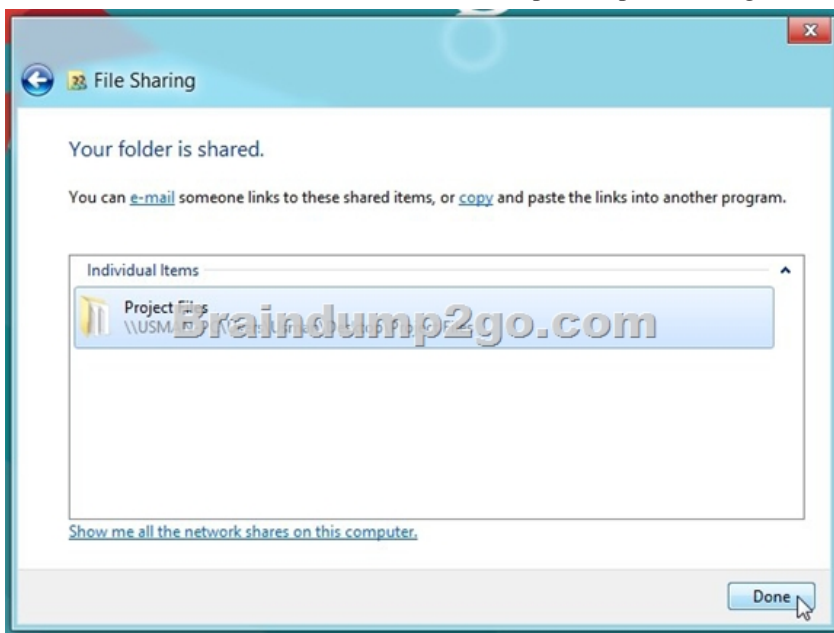 File Sharing
Your folder is shared.
You can e-mail someone links to these shared items, or copy and paste the links into another program.
Individual Items
Project Files
Braindump2go.com
Show me all the network shares on this computer.
Done